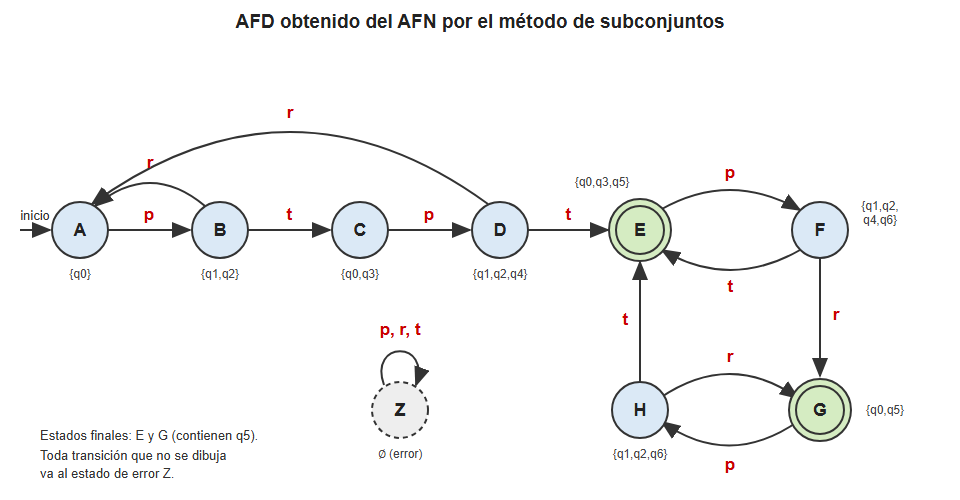 AFD obtenido del AFN por el método de subconjuntos
r
r
{q0,q3,q5}
p
inicio
A
p
B
t
C
p
D
t
E
F
{q1,q2,
q4,q6}
{q0}
{q1,q2}
{q0,q3}
{q1,q2,q4}
t
p, r, t
t
r
r
Z
H
G
{q0,q5}
Estados finales: E y G (contienen q5).
Toda transición que no se dibuja
va al estado de error Z.
∅ (error)
{q1,q2,q6}
p